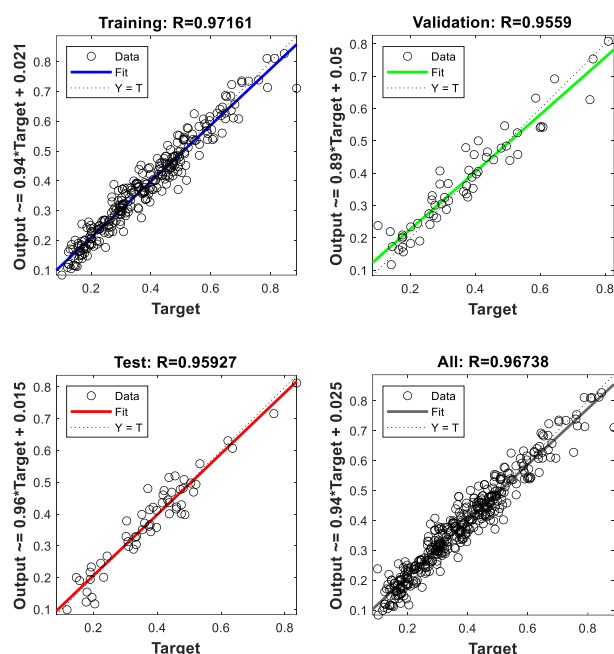 Training: R=0.97161
Data
Fit
Y = T
Output ~= 0.94*Target + 0.021
0.8
0.7
0.6
0.5
0.4
0.3
0.2
0.1
0.2 0.4 0.6 0.8
Target
Validation: R=0.9559
Data
Fit
Y = T
Output ~= 0.89*Target + 0.05
0.8
0.7
0.6
0.5
0.4
0.3
0.2
0.1
0.2 0.4 0.6 0.8
Target
Test: R=0.95927
Data
Fit
Y = T
Output ~= 0.96*Target + 0.015
0.8
0.7
0.6
0.5
0.4
0.3
0.2
0.1
0.2 0.4 0.6 0.8
Target
All: R=0.96738
Data
Fit
Y = T
Output ~= 0.94*Target + 0.025
0.8
0.7
0.6
0.5
0.4
0.3
0.2
0.1
0.2 0.4 0.6 0.8
Target